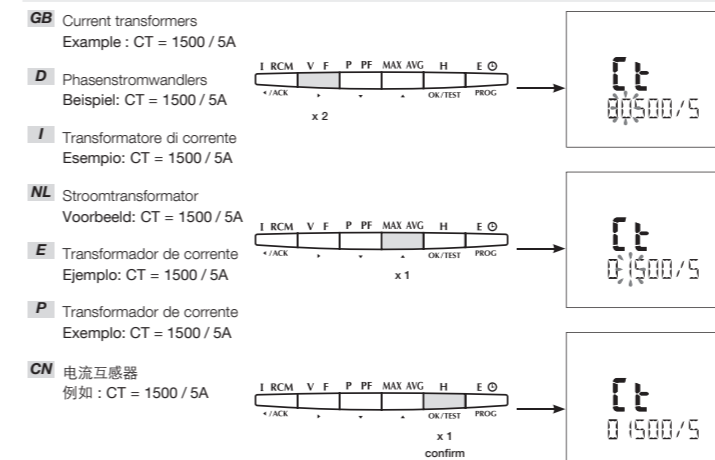 GB Current transformers
Example : CT = 1500 / 5A
D Phasenstromwandlers
Beispiel: CT = 1500 / 5A
I Transformatore di corrente
Esempio: CT = 1500 / 5A
NL Stroomtransformator
Voorbeeld: CT = 1500 / 5A
E Transformador de corrente
Ejemplo: CT = 1500 / 5A
P Transformador de corrente
Exemplo: CT = 1500 / 5A
CN 电流互感器
例如 : CT = 1500 / 5A
I RCM V F P PF MAX AVG H E
/ACK OK/TEST PROG
x 2
Ct
00500/5
I RCM V F P PF MAX AVG H E
/ACK OK/TEST PROG
x 1
Ct
01500/5
I RCM V F P PF MAX AVG H E
/ACK OK/TEST PROG
x 1
confirm
Ct
01500/5